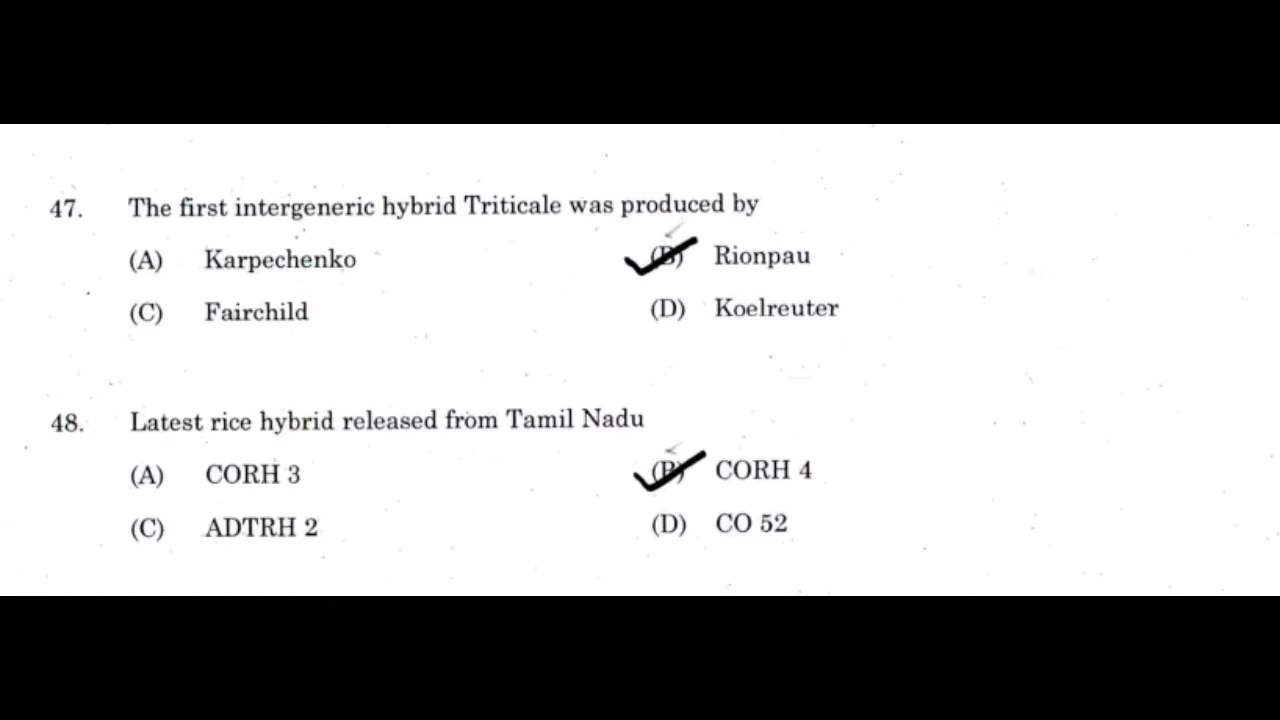 47. The first intergeneric hybrid Triticale was produced by
(A) Karpechenko (B) Rionpau
(C) Fairchild (D) Koelreuter
48. Latest rice hybrid released from Tamil Nadu
(A) CORH 3 (B) CORH 4
(C) ADTRH 2 (D) CO 52